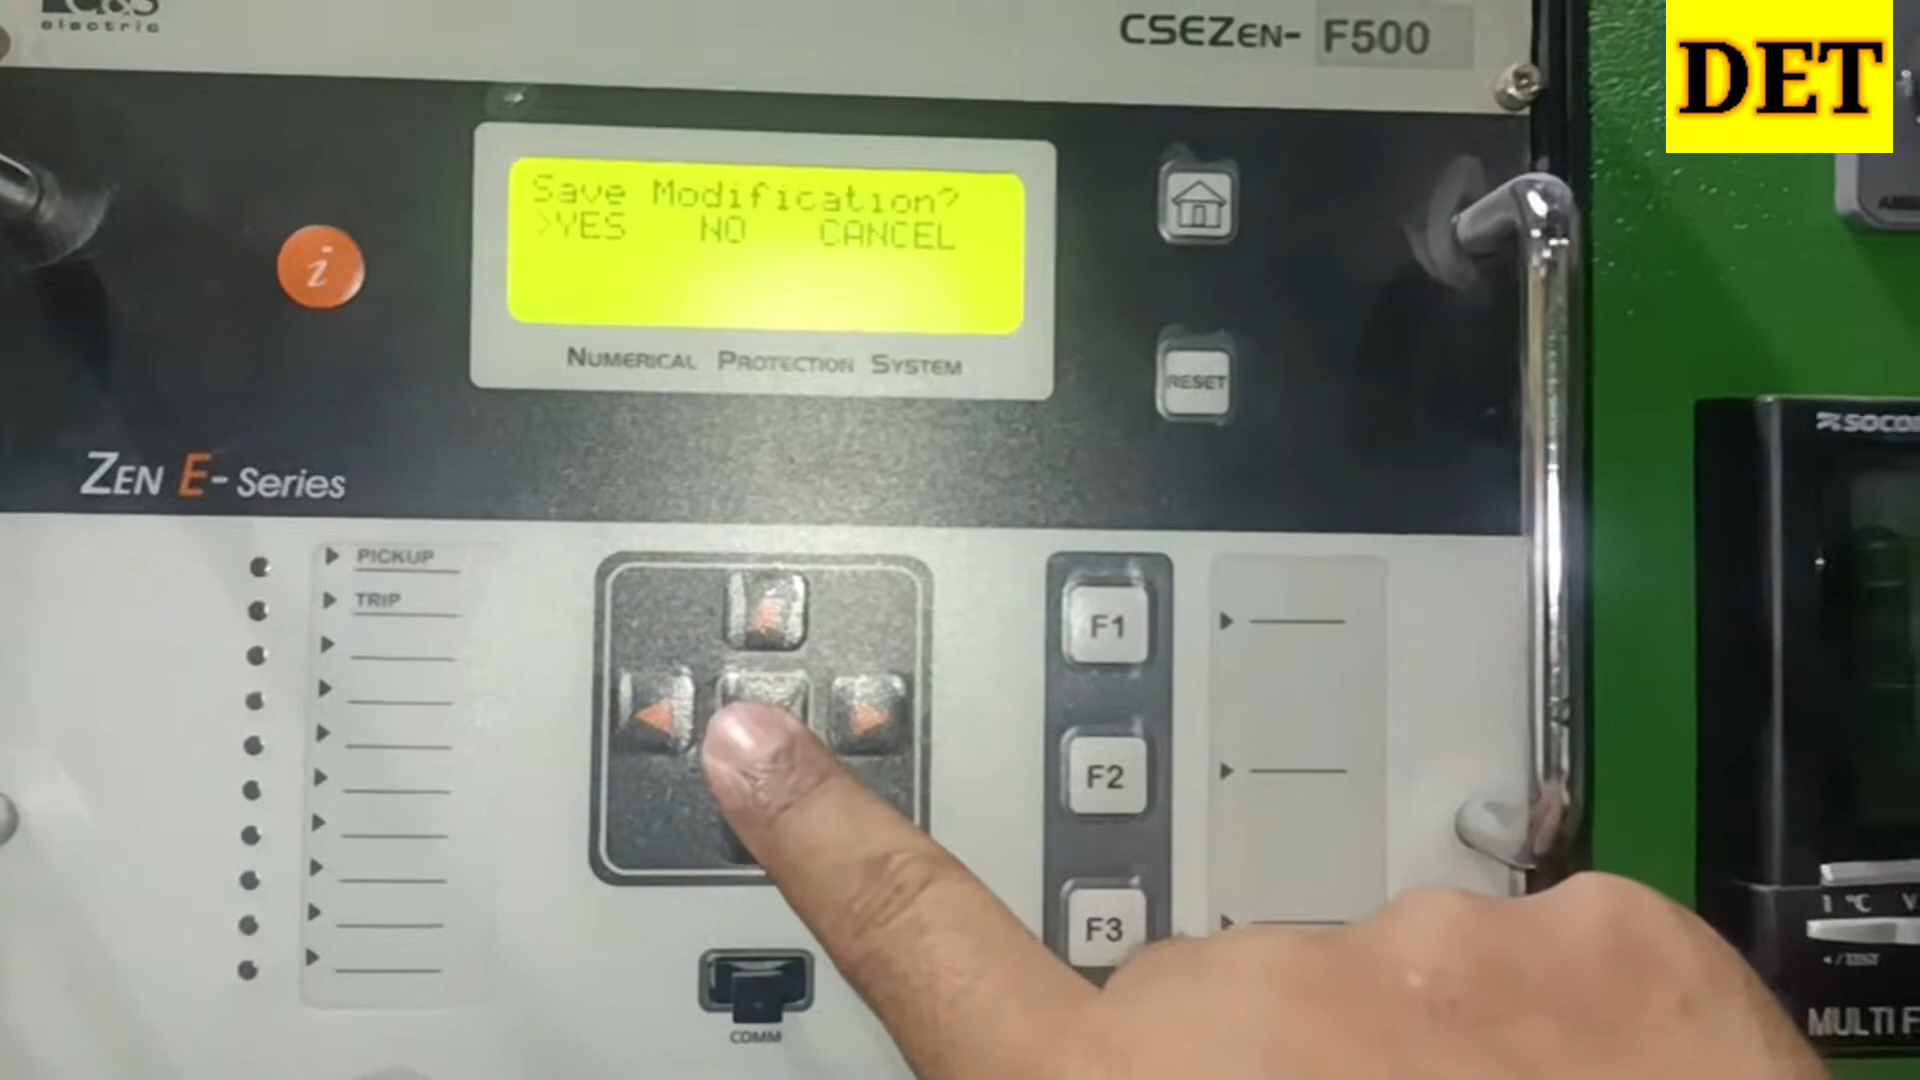 C&S
electric
CSEZEN- F500
DET
Save Modification?
>YES NO CANCEL
i
NUMERICAL PROTECTION SYSTEM
RESET
ZEN E- Series
PICKUP
TRIP
F1
F2
F3
COMM
1 °C V
MULTI F